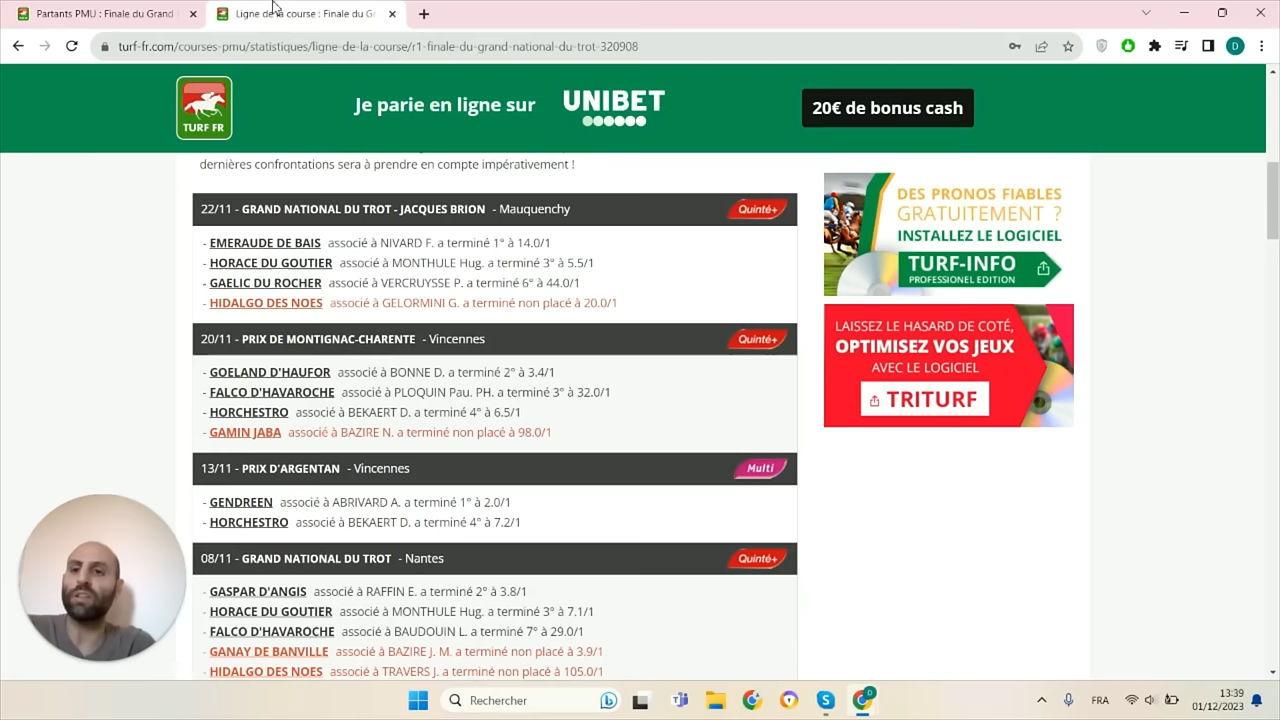 Partants PMU : Finale du Grand
Ligne de la course : Finale du Gr
turf-fr.com/courses-pmu/statistiques/ligne-de-la-course/r1-finale-du-grand-national-du-trot-320908
D
TURF FR
Je parie en ligne sur
UNIBET
20€ de bonus cash
dernières confrontations sera à prendre en compte impérativement !
22/11 - GRAND NATIONAL DU TROT - JACQUES BRION - Mauquenchy
Quinté+
- EMERAUDE DE BAIS associé à NIVARD F. a terminé 1° à 14.0/1
- HORACE DU GOUTIER associé à MONTHULE Hug. a terminé 3° à 5.5/1
- GAELIC DU ROCHER associé à VERCRUYSSE P. a terminé 6° à 44.0/1
- HIDALGO DES NOES associé à GELORMINI G. a terminé non placé à 20.0/1
20/11 - PRIX DE MONTIGNAC-CHARENTE - Vincennes
Quinté+
- GOELAND D'HAUFOR associé à BONNE D. a terminé 2° à 3.4/1
- FALCO D'HAVAROCHE associé à PLOQUIN Pau. PH. a terminé 3° à 32.0/1
- HORCHESTRO associé à BEKAERT D. a terminé 4° à 6.5/1
- GAMIN JABA associé à BAZIRE N. a terminé non placé à 98.0/1
13/11 - PRIX D'ARGENTAN - Vincennes
Multi
- GENDREEN associé à ABRIVARD A. a terminé 1° à 2.0/1
- HORCHESTRO associé à BEKAERT D. a terminé 4° à 7.2/1
08/11 - GRAND NATIONAL DU TROT - Nantes
Quinté+
- GASPAR D'ANGIS associé à RAFFIN E. a terminé 2° à 3.8/1
- HORACE DU GOUTIER associé à MONTHULE Hug. a terminé 3° à 7.1/1
- FALCO D'HAVAROCHE associé à BAUDOUIN L. a terminé 7° à 29.0/1
- GANAY DE BANVILLE associé à BAZIRE J. M. a terminé non placé à 3.9/1
- HIDALGO DES NOES associé à TRAVERS J. a terminé non placé à 105.0/1
DES PRONOS FIABLES
GRATUITEMENT ?
INSTALLEZ LE LOGICIEL
TURF-INFO
PROFESSIONEL EDITION
LAISSEZ LE HASARD DE COTÉ,
OPTIMISEZ VOS JEUX
AVEC LE LOGICIEL
TRITURF
Rechercher
FRA
13:39
01/12/2023